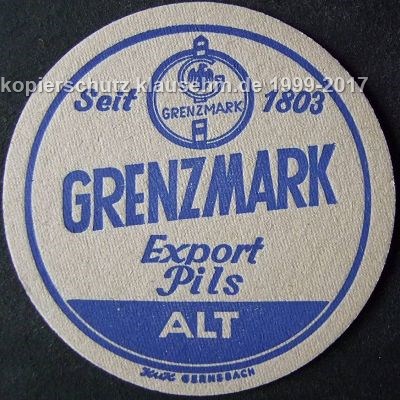 kopierschutz klausehm.de 1999-2017
Seit 1803
GRENZMARK
GRENZMARK
Export
Pils
ALT
GERNSBACH